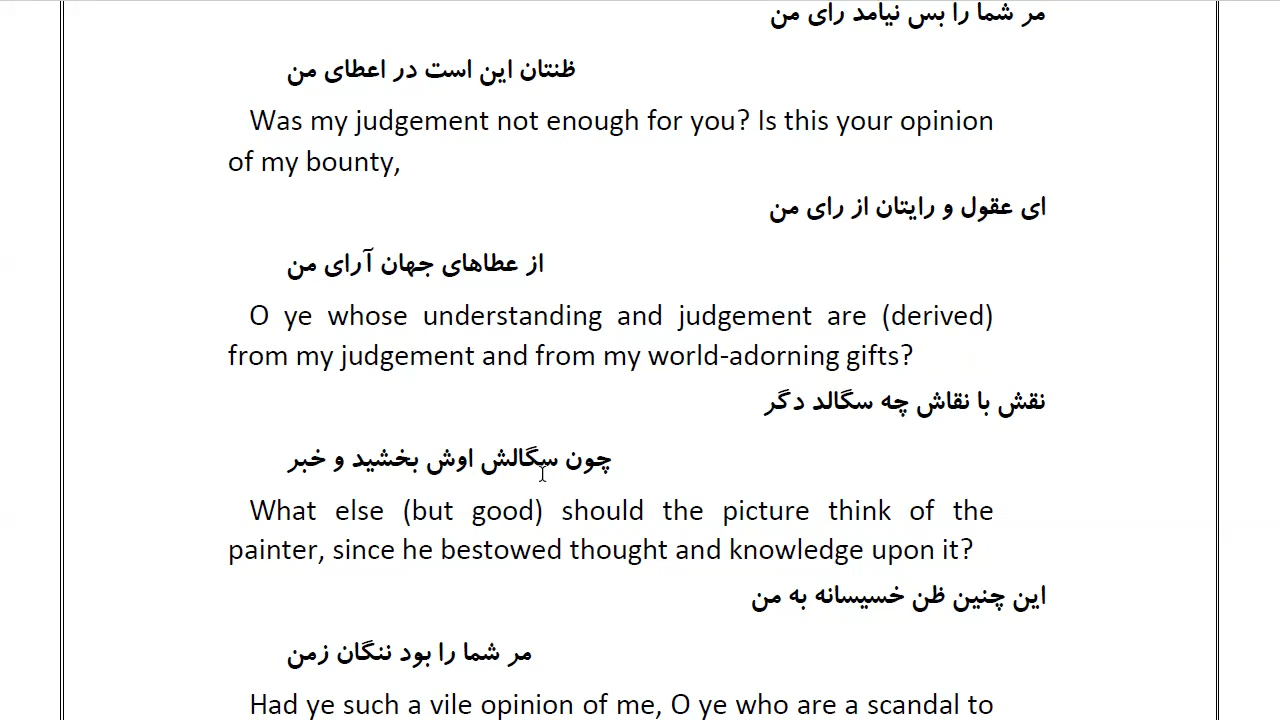 مر شما را بس نیامد رای من
ظنتان این است در اعطای من
Was my judgement not enough for you? Is this your opinion
of my bounty,
ای عقول و رایتان از رای من
از عطاهای جهان آرای من
O ye whose understanding and judgement are (derived)
from my judgement and from my world-adorning gifts?
نقش با نقاش چه سگالد دگر
چون سگالش اوش بخشید و خبر
What else (but good) should the picture think of the
painter, since he bestowed thought and knowledge upon it?
این چنین ظن خسیسانه به من
مر شما را بود ننگان زمن
Had ye such a vile opinion of me, O ye who are a scandal to